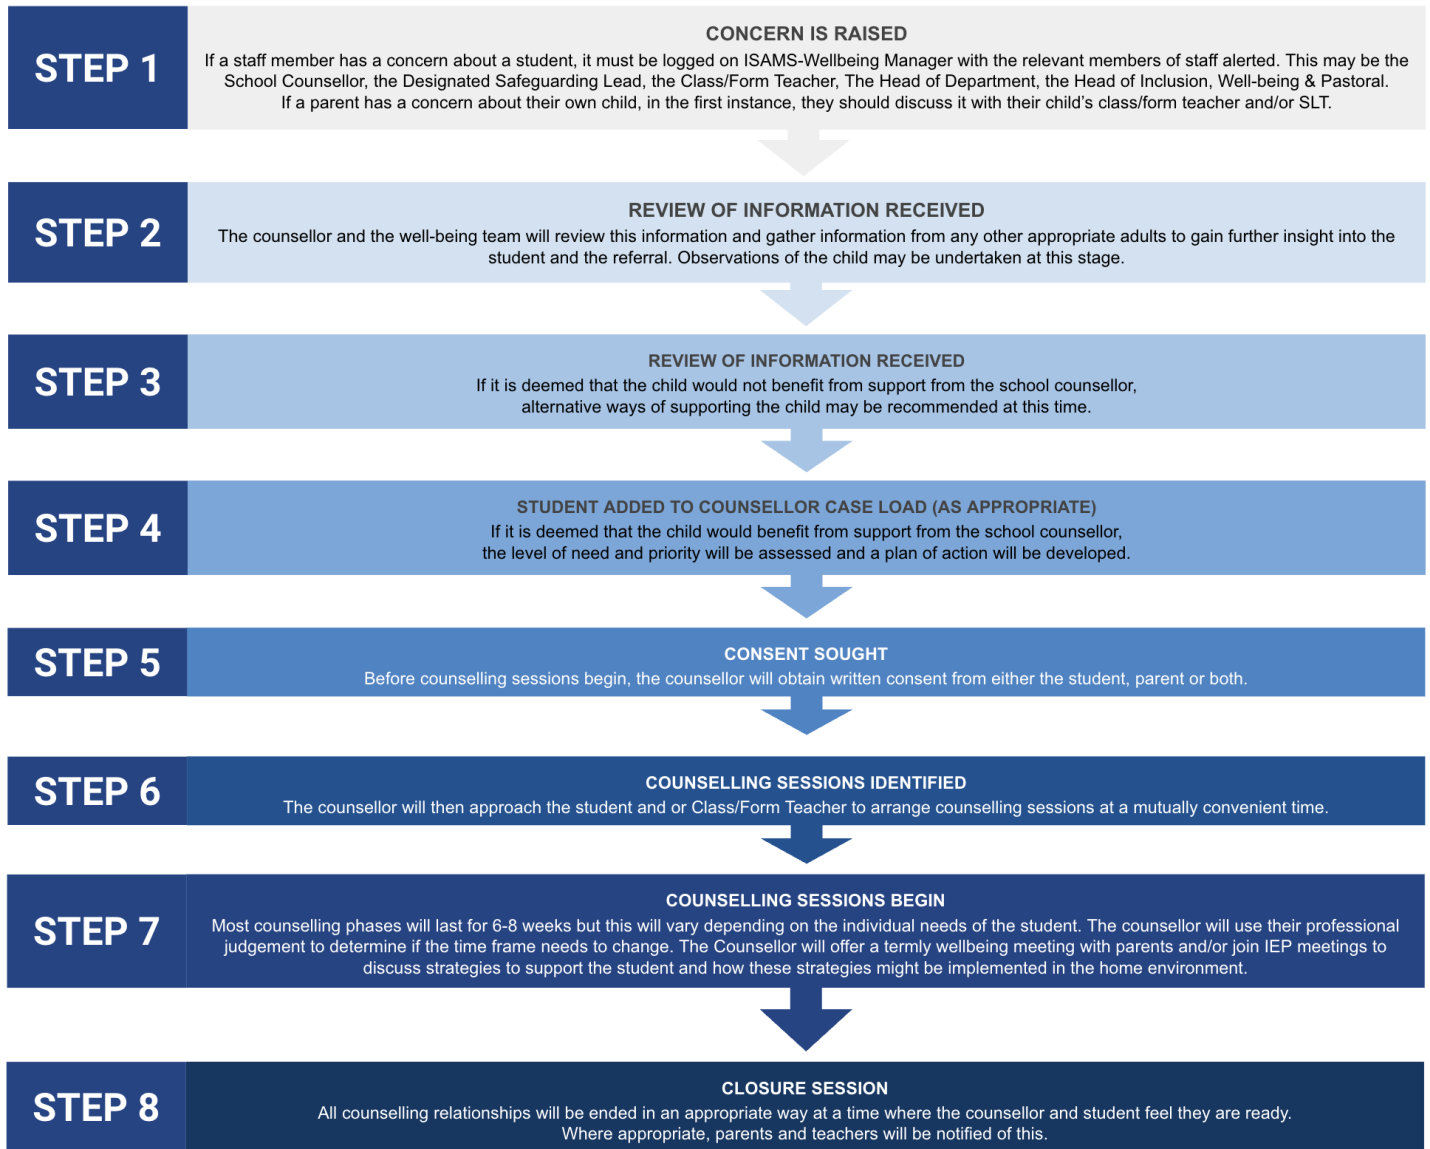 STEP 1
CONCERN IS RAISED
If a staff member has a concern about a student, it must be logged on ISAMS-Wellbeing Manager with the relevant members of staff alerted. This may be the
School Counsellor, the Designated Safeguarding Lead, the Class/Form Teacher, The Head of Department, the Head of Inclusion, Well-being & Pastoral.
If a parent has a concern about their own child, in the first instance, they should discuss it with their child’s class/form teacher and/or SLT.
STEP 2
REVIEW OF INFORMATION RECEIVED
The counsellor and the well-being team will review this information and gather information from any other appropriate adults to gain further insight into the
student and the referral. Observations of the child may be undertaken at this stage.
STEP 3
REVIEW OF INFORMATION RECEIVED
If it is deemed that the child would not benefit from support from the school counsellor,
alternative ways of supporting the child may be recommended at this time.
STEP 4
STUDENT ADDED TO COUNSELLOR CASE LOAD (AS APPROPRIATE)
If it is deemed that the child would benefit from support from the school counsellor,
the level of need and priority will be assessed and a plan of action will be developed.
STEP 5
CONSENT SOUGHT
Before counselling sessions begin, the counsellor will obtain written consent from either the student, parent or both.
STEP 6
COUNSELLING SESSIONS IDENTIFIED
The counsellor will then approach the student and or Class/Form Teacher to arrange counselling sessions at a mutually convenient time.
STEP 7
COUNSELLING SESSIONS BEGIN
Most counselling phases will last for 6-8 weeks but this will vary depending on the individual needs of the student. The counsellor will use their professional
judgement to determine if the time frame needs to change. The Counsellor will offer a termly wellbeing meeting with parents and/or join IEP meetings to
discuss strategies to support the student and how these strategies might be implemented in the home environment.
STEP 8
CLOSURE SESSION
All counselling relationships will be ended in an appropriate way at a time where the counsellor and student feel they are ready.
Where appropriate, parents and teachers will be notified of this.